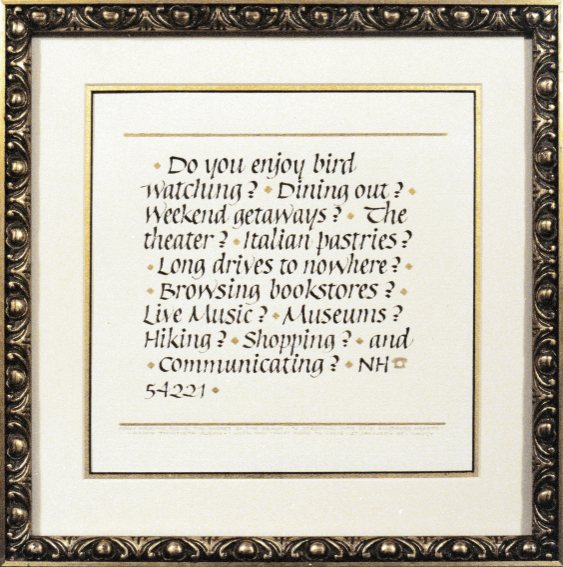 Do you enjoy bird
watching? Dining out?
Weekend getaways? The
theater? Italian pastries?
Long drives to nowhere?
Browsing bookstores?
Live Music? Museums?
Hiking? Shopping? and
Communicating? NH☎
54221